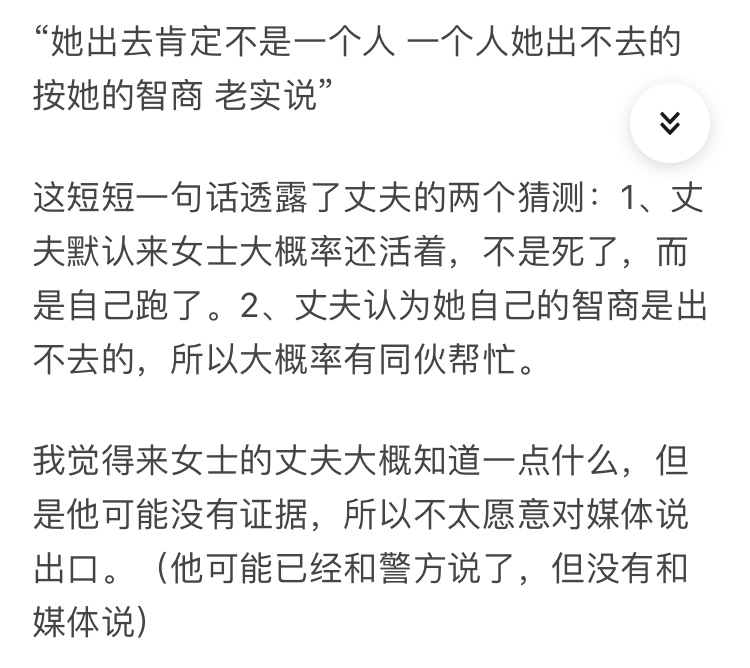 “她出去肯定不是一个人 一个人她出不去的
按她的智商 老实说”
这短短一句话透露了丈夫的两个猜测：1、丈
夫默认来女士大概率还活着，不是死了，而
是自己跑了。2、丈夫认为她自己的智商是出
不去的，所以大概率有同伙帮忙。
我觉得来女士的丈夫大概知道一点什么，但
是他可能没有证据，所以不太愿意对媒体说
出口。（他可能已经和警方说了，但没有和
媒体说）